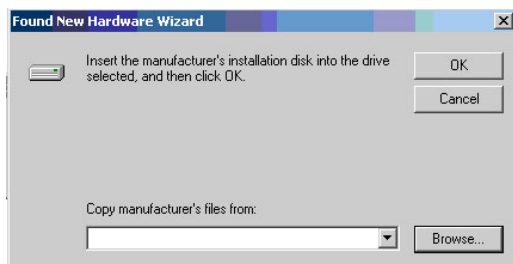 Found New Hardware Wizard
Insert the manufacturer's installation disk into the drive
selected, and then click OK.
OK
Cancel
Copy manufacturer's files from:
Browse...